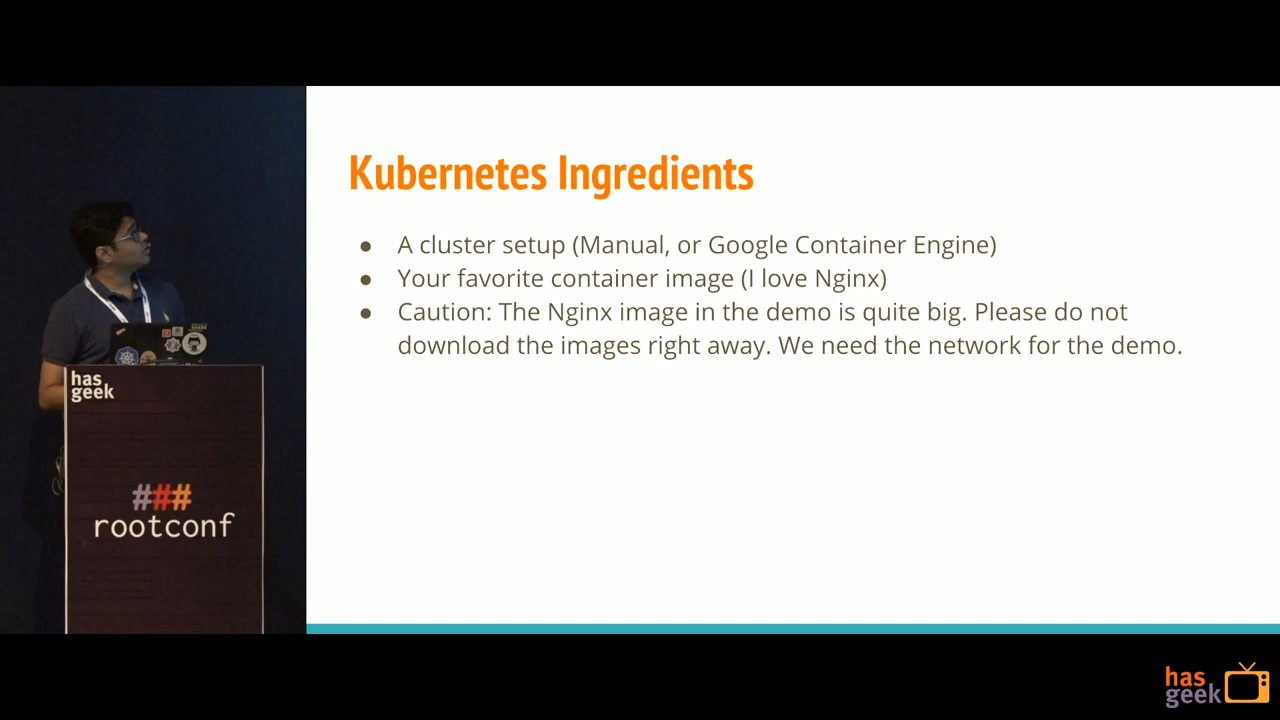 Kubernetes Ingredients
● A cluster setup (Manual, or Google Container Engine)
● Your favorite container image (I love Nginx)
● Caution: The Nginx image in the demo is quite big. Please do not
download the images right away. We need the network for the demo.
has
geek
###
rootconf
has
geek